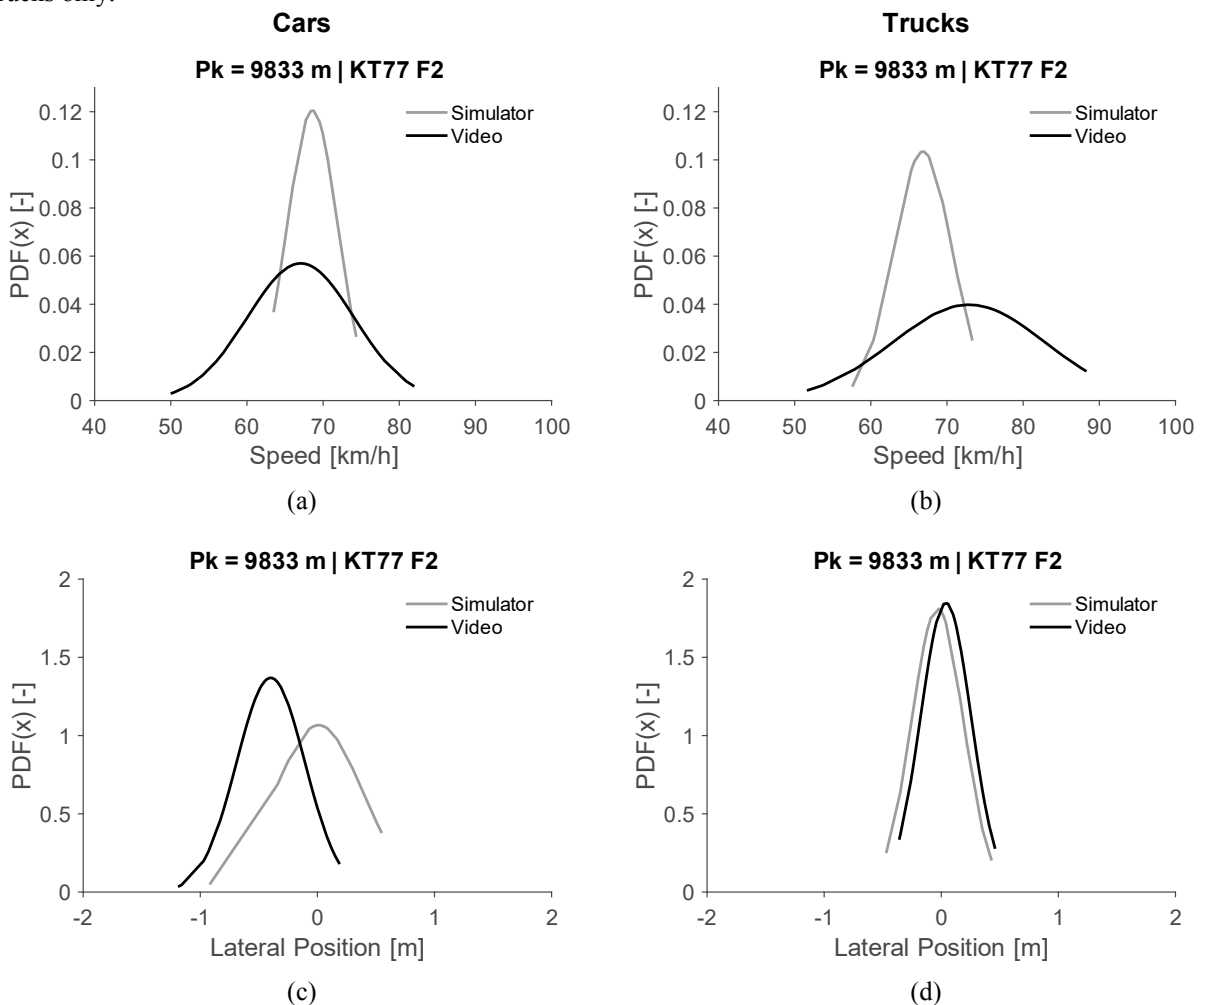 only.
Cars
Trucks
Pk = 9833 m | KT77 F2
0.12
0.1
0.08
0.06
0.04
0.02
0
PDF(x) [-]
Simulator
Video
40 50 60 70 80 90 100
Speed [km/h]
(a)
Pk = 9833 m | KT77 F2
0.12
0.1
0.08
0.06
0.04
0.02
0
PDF(x) [-]
Simulator
Video
40 50 60 70 80 90 100
Speed [km/h]
(b)
Pk = 9833 m | KT77 F2
2
1.5
1
0.5
0
PDF(x) [-]
Simulator
Video
-2 -1 0 1 2
Lateral Position [m]
(c)
Pk = 9833 m | KT77 F2
2
1.5
1
0.5
0
PDF(x) [-]
Simulator
Video
-2 -1 0 1 2
Lateral Position [m]
(d)